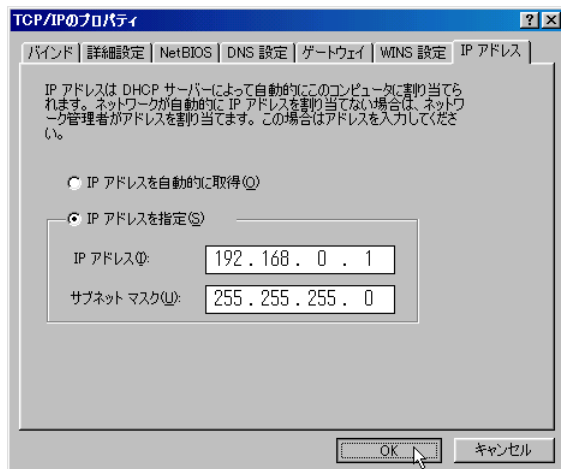 TCP/IPのプロパティ
バインド 詳細設定 NetBIOS DNS 設定 ゲートウェイ WINS 設定 IP アドレス
IP アドレスは DHCP サーバーによって自動的にこのコンピュータに割り当てら
れます。ネットワークが自動的に IP アドレスを割り当てない場合は、ネットワ
ーク管理者がアドレスを割り当てます。この場合はアドレスを入力してくださ
い。
IP アドレスを自動的に取得(O)
IP アドレスを指定(S)
IP アドレス(I): 192.168. 0 . 1
サブネット マスク(U): 255.255.255. 0
OK キャンセル